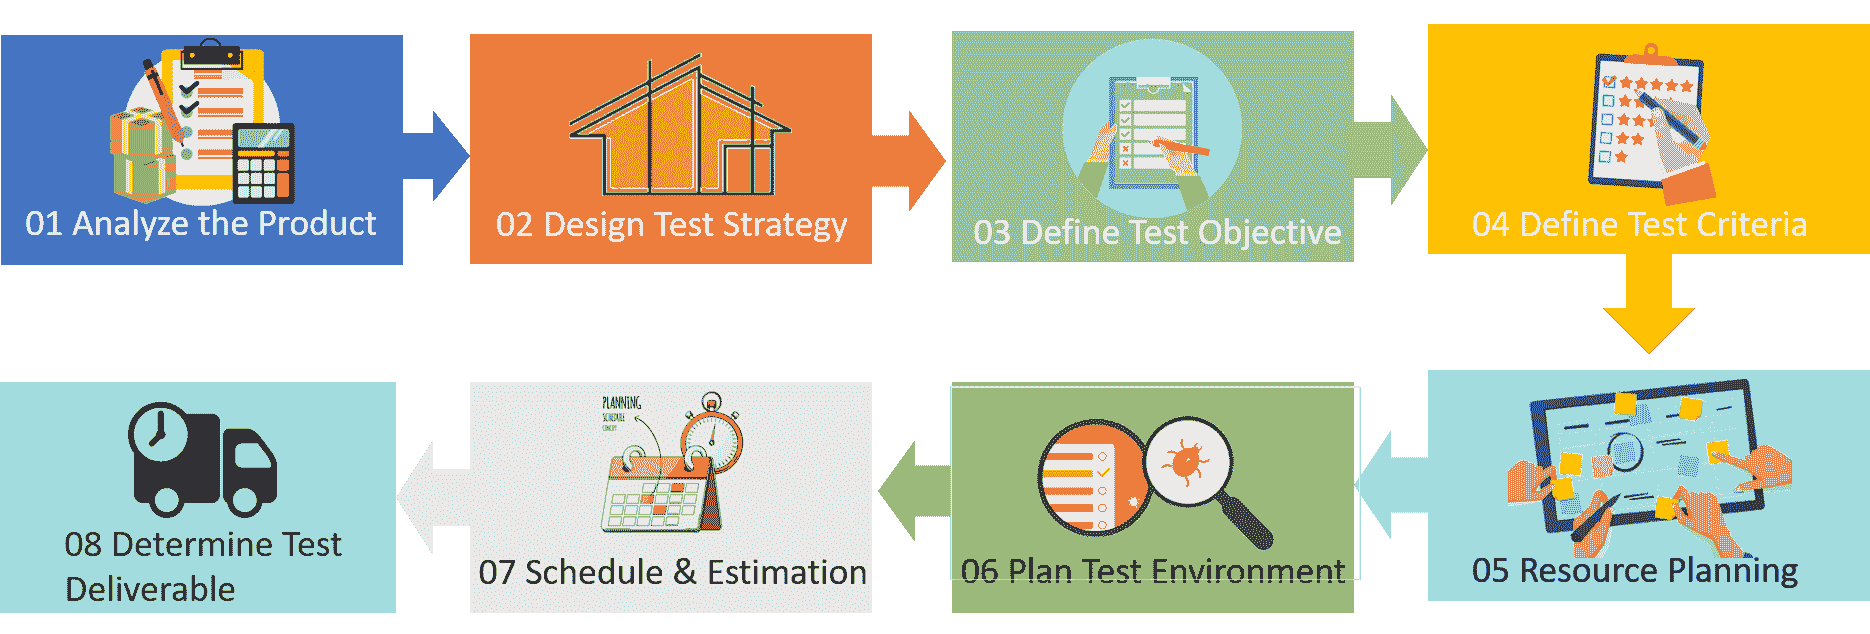 01 Analyze the Product
02 Design Test Strategy
03 Define Test Objective
04 Define Test Criteria
05 Resource Planning
06 Plan Test Environment
PLANNING
SCHEDULE
CONCEPT
07 Schedule & Estimation
08 Determine Test
Deliverable